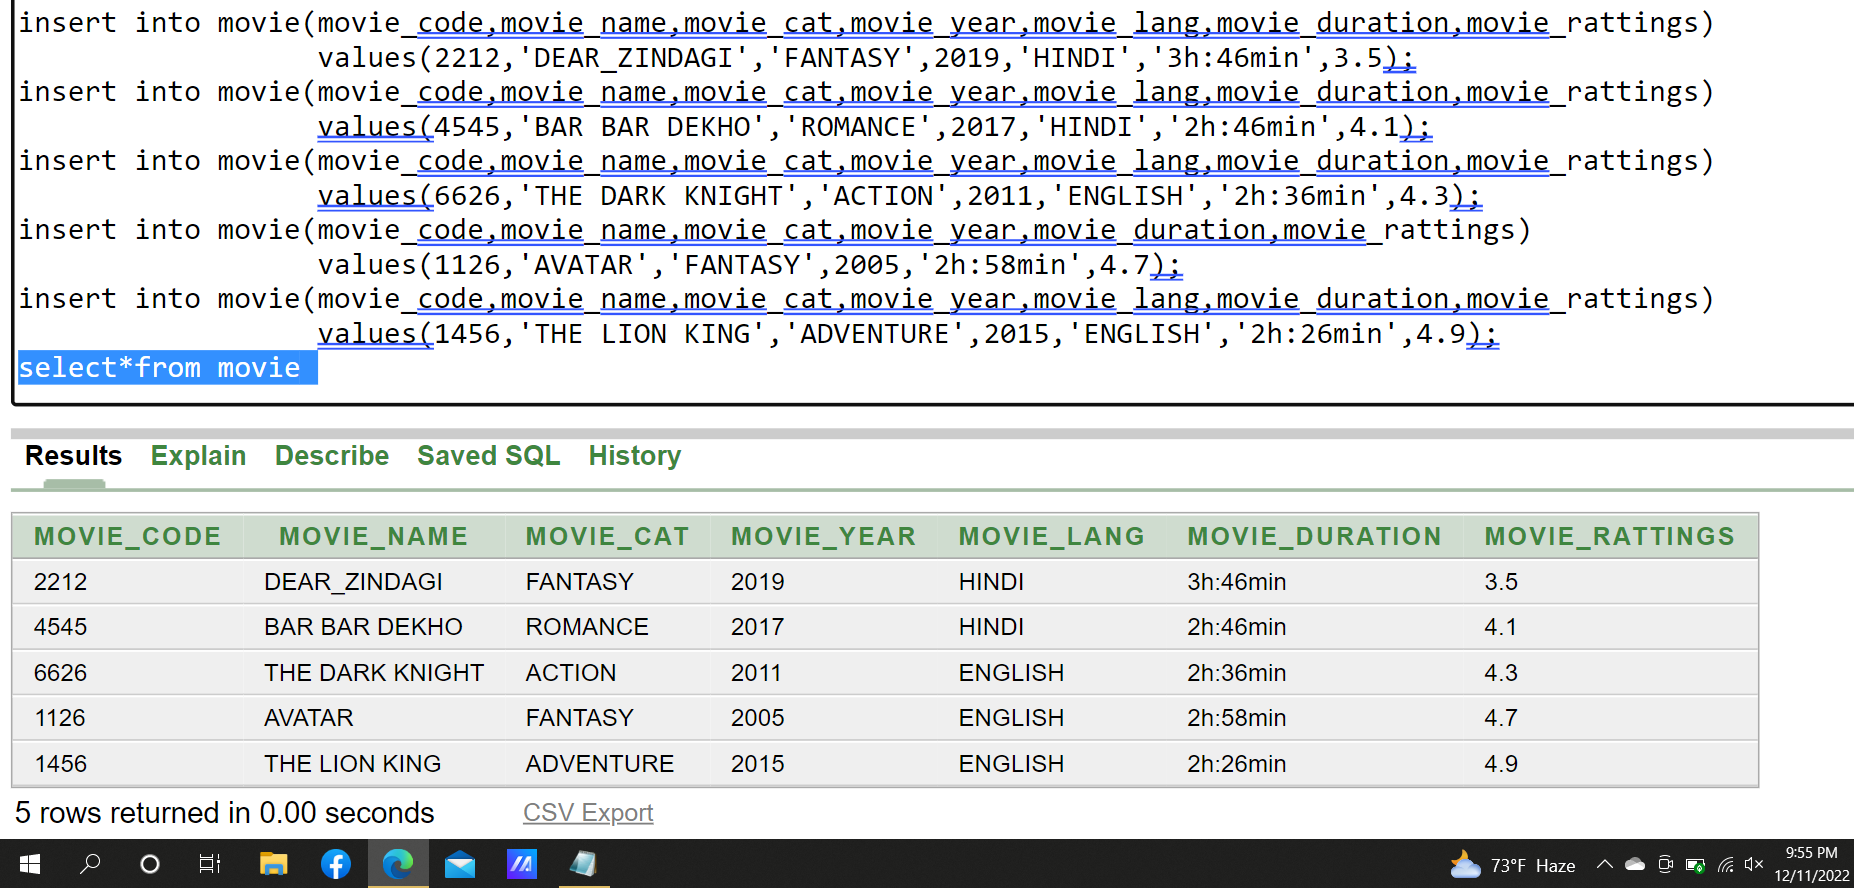 insert into movie(movie_code,movie_name,movie_cat,movie_year,movie_lang,movie_duration,movie_rattings)
values(2212,'DEAR_ZINDAGI','FANTASY',2019,'HINDI','3h:46min',3.5);
insert into movie(movie_code,movie_name,movie_cat,movie_year,movie_lang,movie_duration,movie_rattings)
values(4545,'BAR BAR DEKHO','ROMANCE',2017,'HINDI','2h:46min',4.1);
insert into movie(movie_code,movie_name,movie_cat,movie_year,movie_lang,movie_duration,movie_rattings)
values(6626,'THE DARK KNIGHT','ACTION',2011,'ENGLISH','2h:36min',4.3);
insert into movie(movie_code,movie_name,movie_cat,movie_year,movie_duration,movie_rattings)
values(1126,'AVATAR','FANTASY',2005,'2h:58min',4.7);
insert into movie(movie_code,movie_name,movie_cat,movie_year,movie_lang,movie_duration,movie_rattings)
values(1456,'THE LION KING','ADVENTURE',2015,'ENGLISH','2h:26min',4.9);
select*from movie
Results Explain Describe Saved SQL History
MOVIE_CODE MOVIE_NAME MOVIE_CAT MOVIE_YEAR MOVIE_LANG MOVIE_DURATION MOVIE_RATTINGS
2212 DEAR_ZINDAGI FANTASY 2019 HINDI 3h:46min 3.5
4545 BAR BAR DEKHO ROMANCE 2017 HINDI 2h:46min 4.1
6626 THE DARK KNIGHT ACTION 2011 ENGLISH 2h:36min 4.3
1126 AVATAR FANTASY 2005 ENGLISH 2h:58min 4.7
1456 THE LION KING ADVENTURE 2015 ENGLISH 2h:26min 4.9
5 rows returned in 0.00 seconds CSV Export
73°F Haze
9:55 PM
12/11/2022